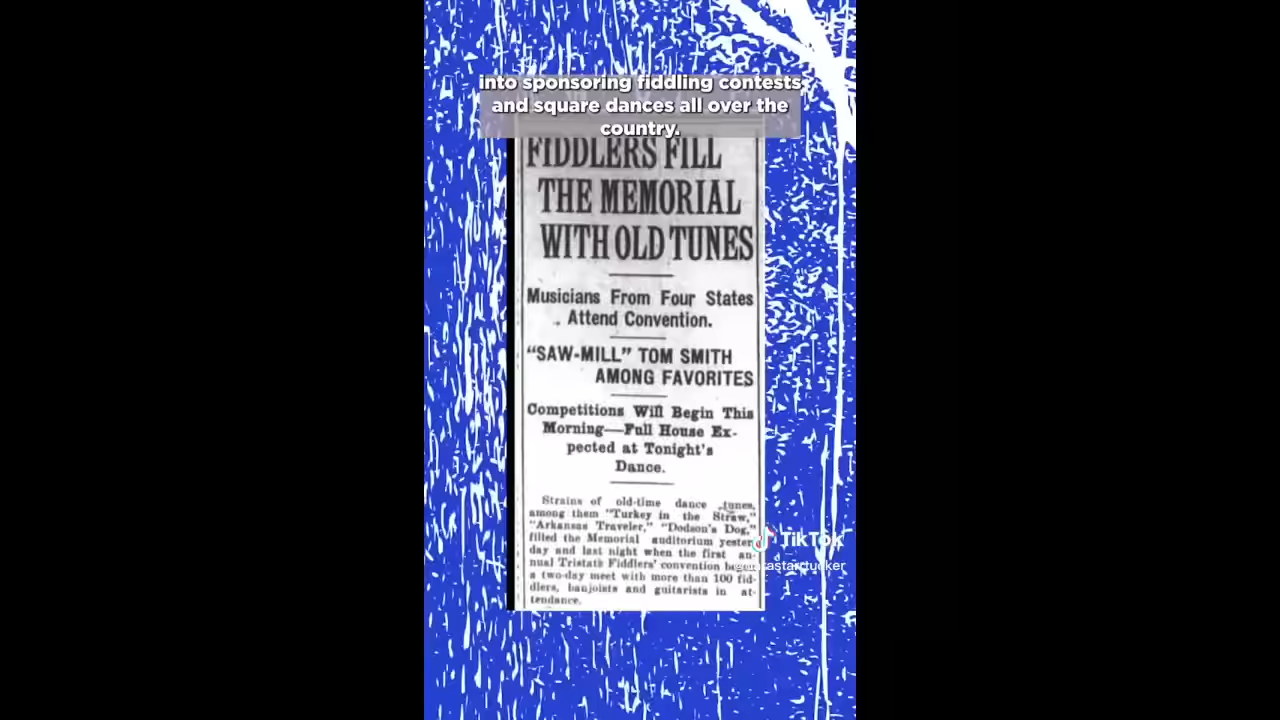 into sponsoring fiddling contests
and square dances all over the
country.
FIDDLERS FILL
THE MEMORIAL
WITH OLD TUNES
Musicians From Four States
Attend Convention.
"SAW-MILL" TOM SMITH
AMONG FAVORITES
Competitions Will Begin This
Morning—Full House Ex-
pected at Tonight's
Dance.
Strains of old-time dance tunes,
among them "Turkey in the Straw,"
"Arkansas Traveler," "Dodson's Dog,"
filled the Memorial auditorium yester-
day and last night when the first an-
nual Tristate Fiddlers' convention
a two-day meet with more than 100 fid-
dlers, banjoists and guitarists in at-
tendance.
TikTok